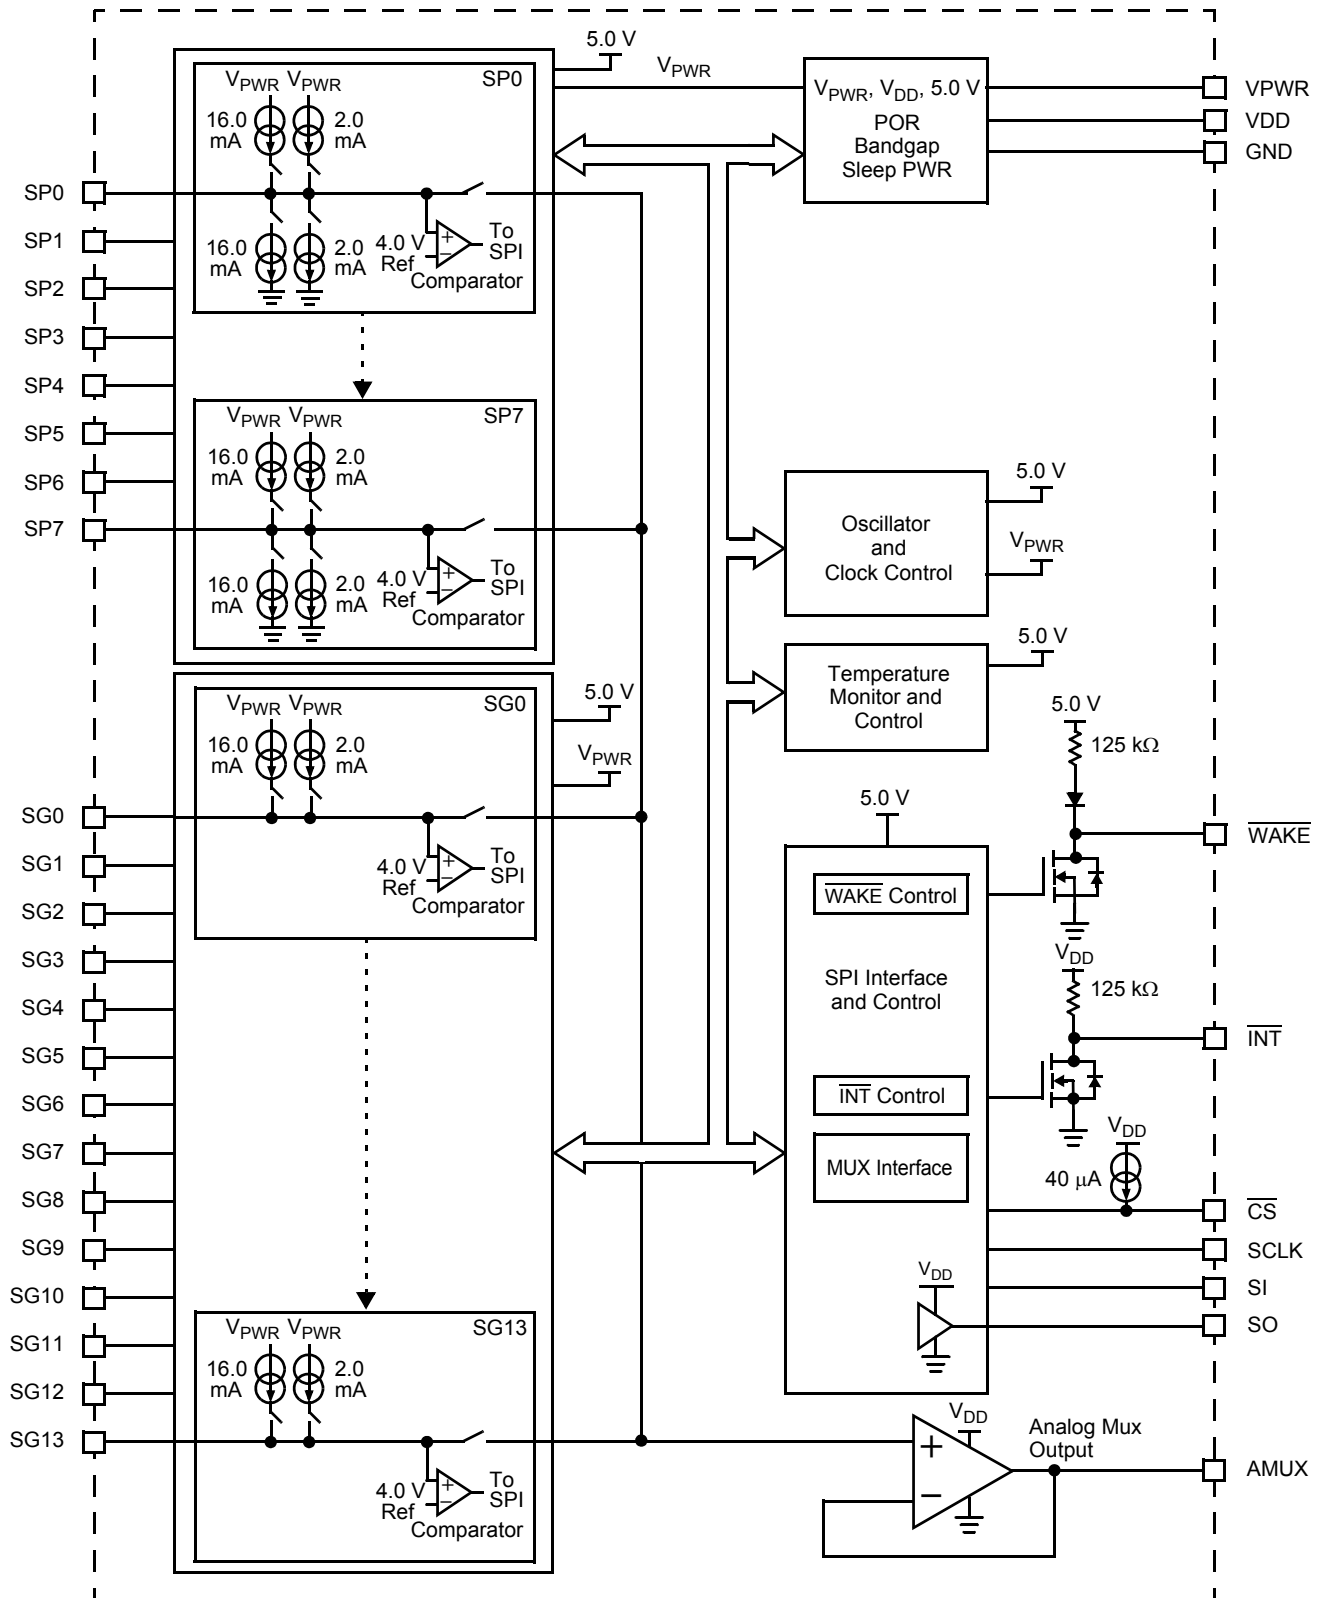 5.0 V
VPWR
VPWR VPWR SP0
16.0 mA
2.0 mA
16.0 mA
2.0 mA
4.0 V Ref
+
−
To SPI
Comparator
VPWR, VDD, 5.0 V
POR
Bandgap
Sleep PWR
VPWR
VDD
GND
SP0
SP1
SP2
SP3
SP4
SP5
SP6
SP7
VPWR VPWR SP7
16.0 mA
2.0 mA
16.0 mA
2.0 mA
4.0 V Ref
+
−
To SPI
Comparator
5.0 V
VPWR
Oscillator
and
Clock Control
5.0 V
Temperature
Monitor and
Control
VPWR VPWR SG0
16.0 mA
2.0 mA
4.0 V Ref
+
−
To SPI
Comparator
5.0 V
VPWR
5.0 V
125 kΩ
WAKE
5.0 V
WAKE Control
SPI Interface
and Control
INT Control
MUX Interface
VDD
125 kΩ
INT
VDD
40 μA
CS
SCLK
SI
SO
VDD
SG0
SG1
SG2
SG3
SG4
SG5
SG6
SG7
SG8
SG9
SG10
SG11
SG12
SG13
VPWR VPWR SG13
16.0 mA
2.0 mA
4.0 V Ref
+
−
To SPI
Comparator
VDD
+
−
Analog Mux
Output
AMUX